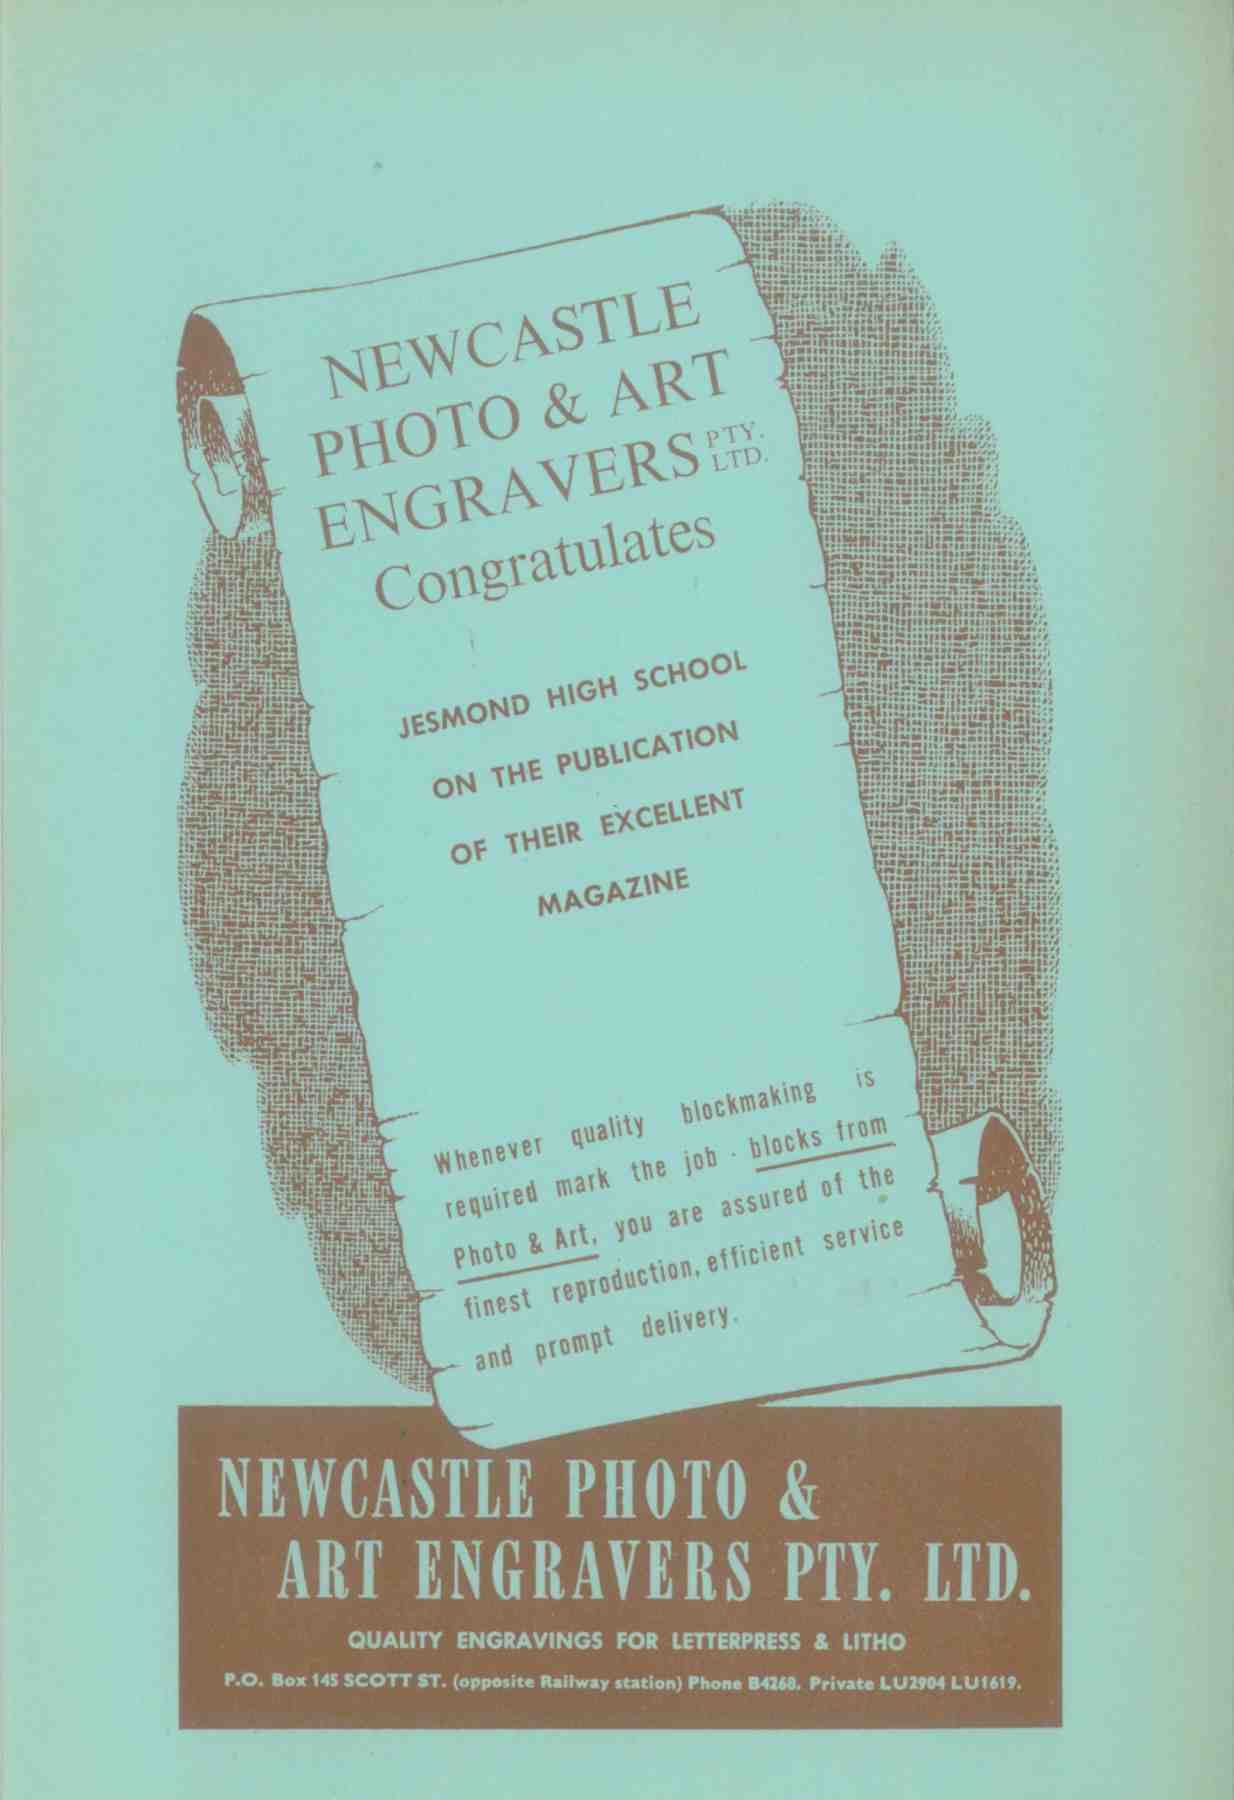 NEWCASTLE
PHOTO & ART
ENGRAVERS PTY. LTD.
Congratulates
JESMOND HIGH SCHOOL
ON THE PUBLICATION
OF THEIR EXCELLENT
MAGAZINE
Whenever quality blockmaking is
required mark the job - blocks from
Photo & Art, you are assured of the
finest reproduction, efficient service
and prompt delivery.
NEWCASTLE PHOTO &
ART ENGRAVERS PTY. LTD.
QUALITY ENGRAVINGS FOR LETTERPRESS & LITHO
P.O. Box 145 SCOTT ST. (opposite Railway station) Phone B4268. Private LU2904 LU1619.